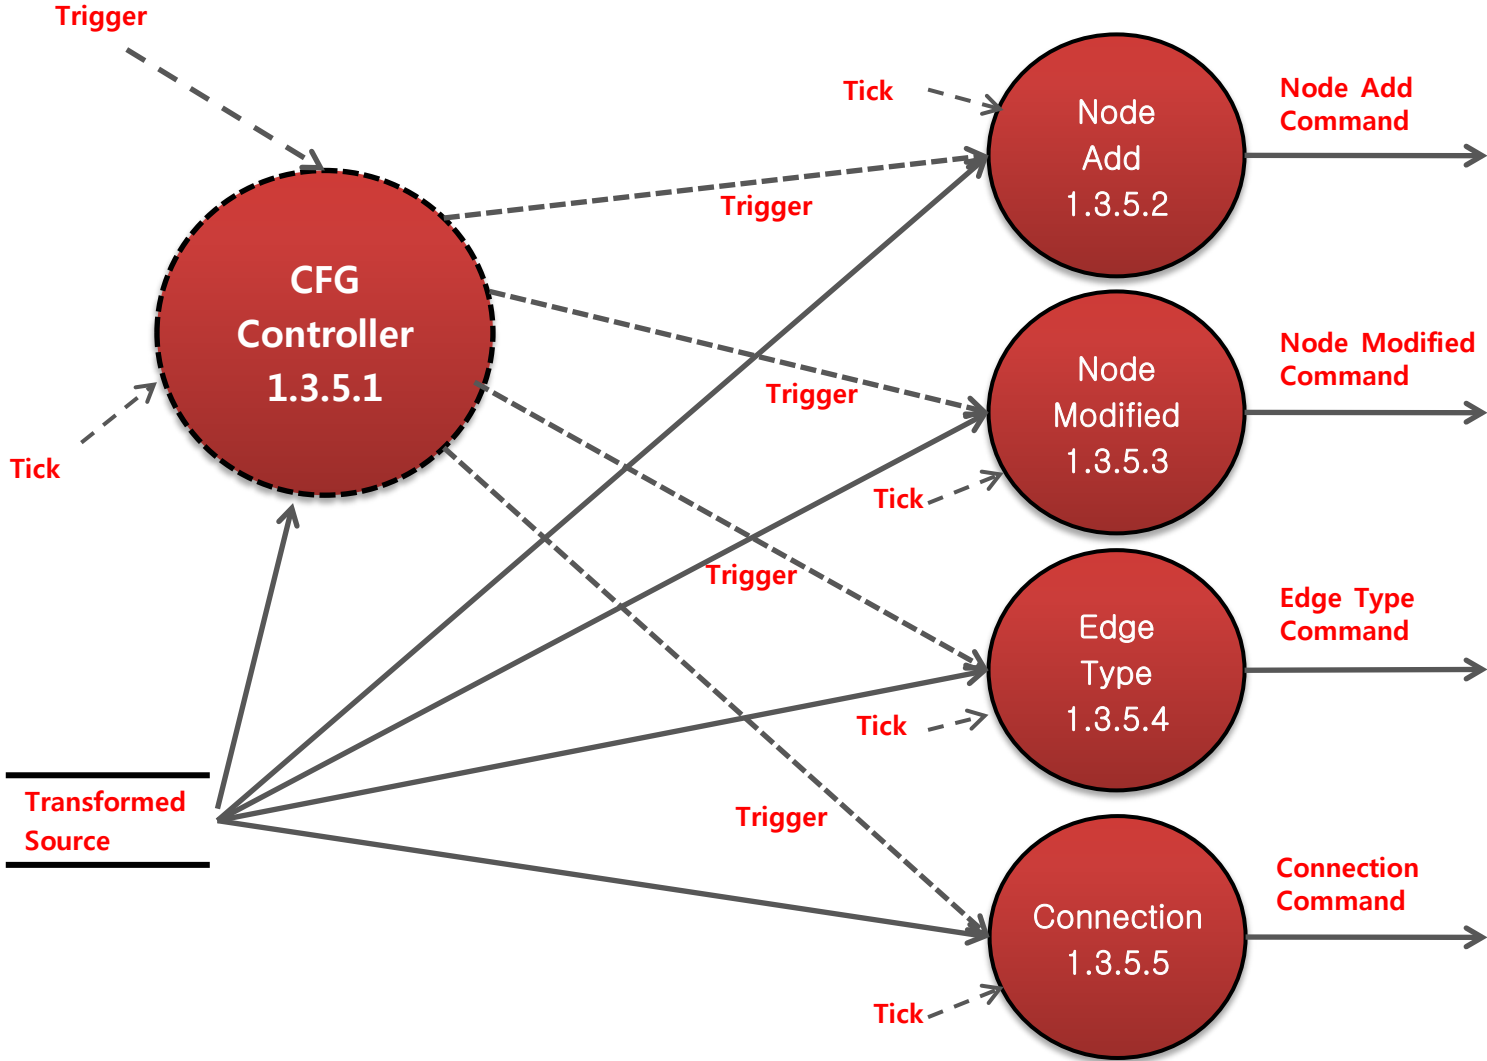 Trigger
Tick
Node
Add
1.3.5.2
Node Add
Command
Trigger
CFG
Controller
1.3.5.1
Node
Modified
1.3.5.3
Node Modified
Command
Trigger
Tick
Tick
Trigger
Edge
Type
1.3.5.4
Edge Type
Command
Tick
Transformed
Source
Trigger
Connection
1.3.5.5
Connection
Command
Tick